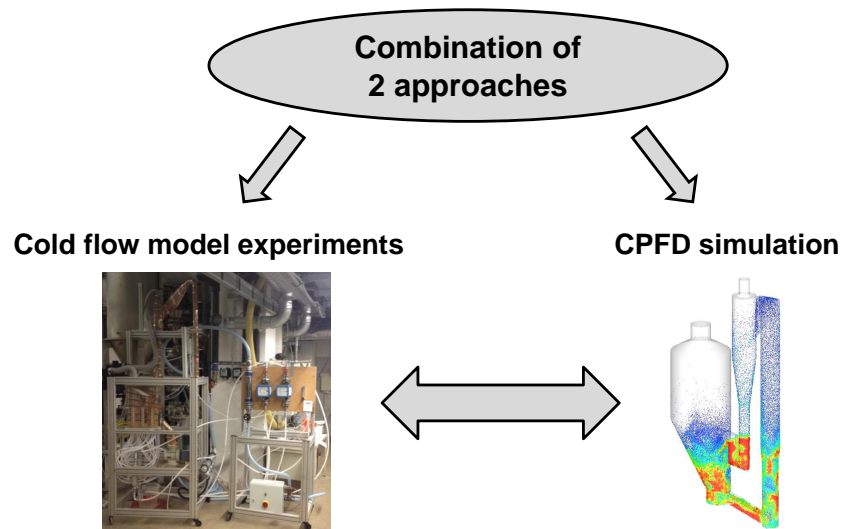 Combination of
2 approaches
Cold flow model experiments
CPFD simulation